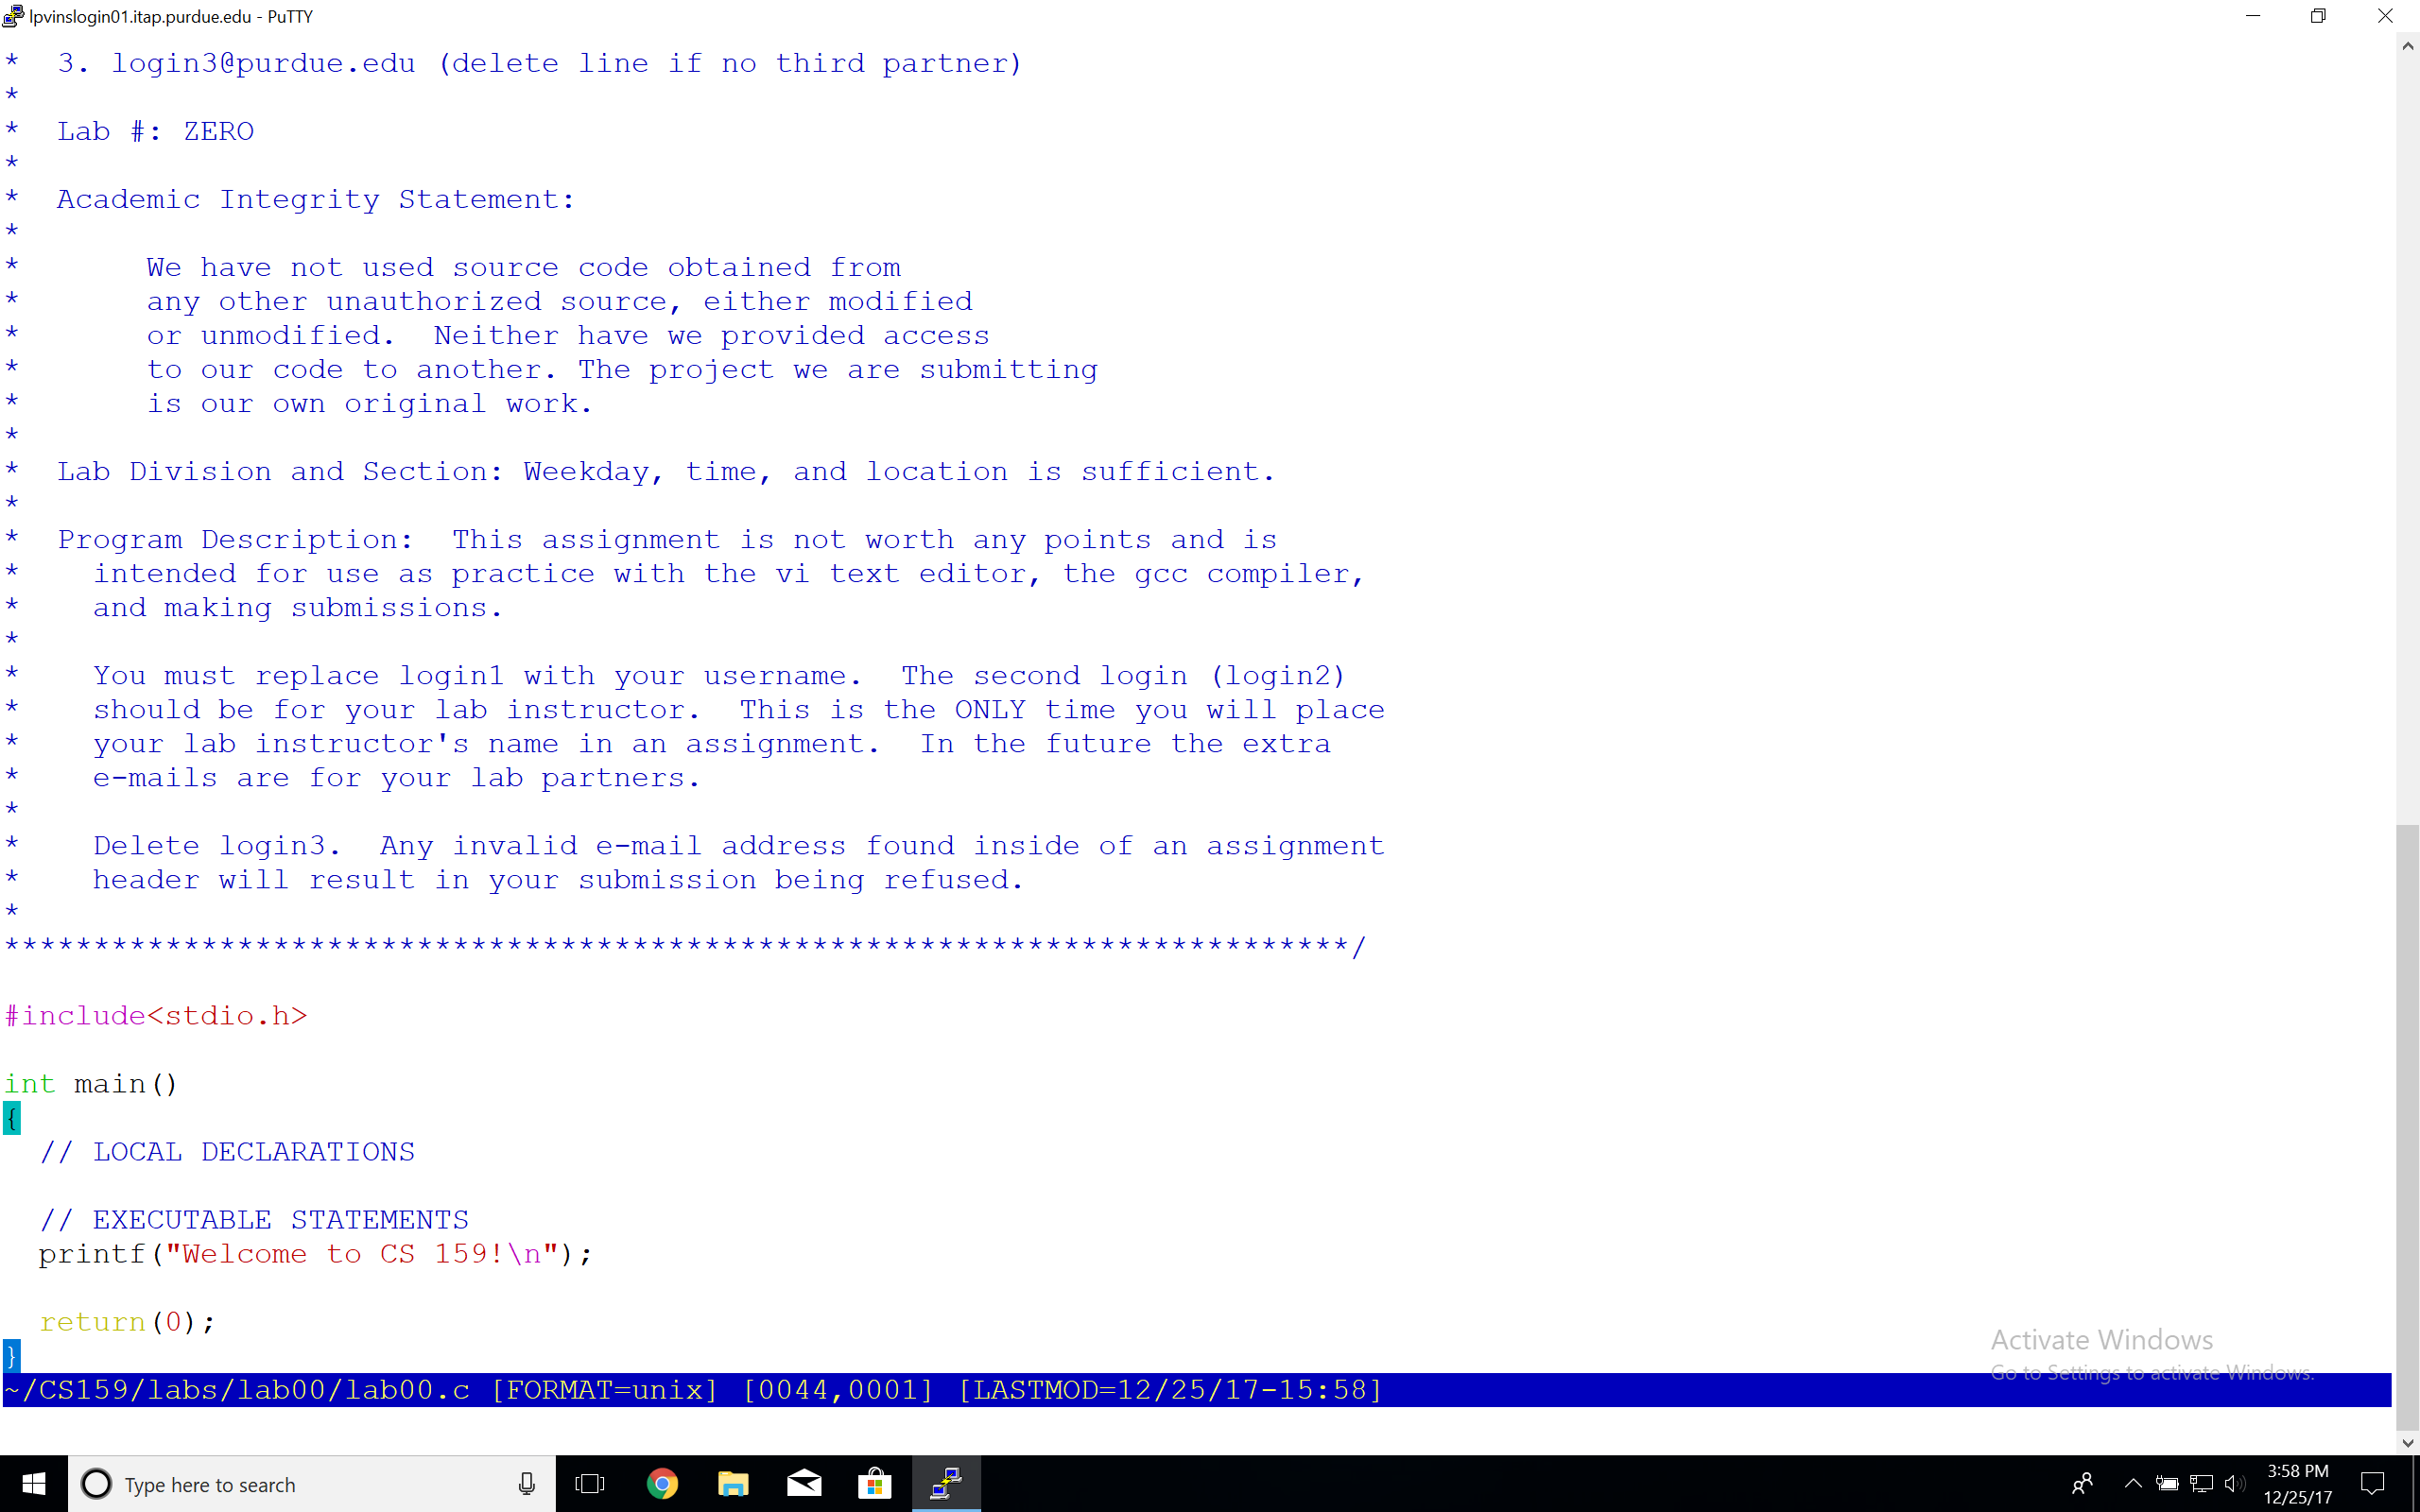 lpvinslogin01.itap.purdue.edu - PuTTY
*  3. login3@purdue.edu (delete line if no third partner)
*
*  Lab #: ZERO
*
*  Academic Integrity Statement:
*
*       We have not used source code obtained from
*       any other unauthorized source, either modified
*       or unmodified.  Neither have we provided access
*       to our code to another. The project we are submitting
*       is our own original work.
*
*  Lab Division and Section: Weekday, time, and location is sufficient.
*
*  Program Description:  This assignment is not worth any points and is
*    intended for use as practice with the vi text editor, the gcc compiler,
*    and making submissions.
*
*    You must replace login1 with your username.  The second login (login2)
*    should be for your lab instructor.  This is the ONLY time you will place
*    your lab instructor's name in an assignment.  In the future the extra
*    e-mails are for your lab partners.
*
*    Delete login3.  Any invalid e-mail address found inside of an assignment
*    header will result in your submission being refused.
*
***************************************************************************/
#include<stdio.h>
int main()
{
  // LOCAL DECLARATIONS
  // EXECUTABLE STATEMENTS
  printf("Welcome to CS 159!\n");
  return(0);
}
Activate Windows
Go to Settings to activate Windows.
~/CS159/labs/lab00/lab00.c [FORMAT=unix] [0044,0001] [LASTMOD=12/25/17-15:58]
Type here to search
3:58 PM
12/25/17